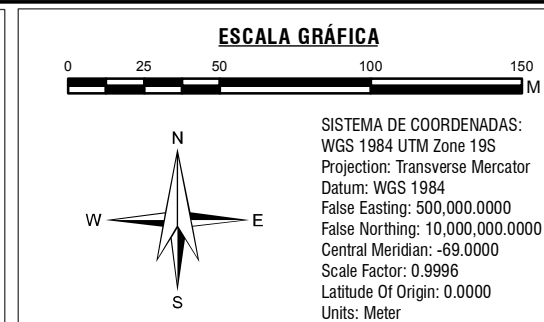 ESCALA GRÁFICA
0 25 50 100 150
M
N
W E
S
SISTEMA DE COORDENADAS:
WGS 1984 UTM Zone 19S
Projection: Transverse Mercator
Datum: WGS 1984
False Easting: 500,000.0000
False Northing: 10,000,000.0000
Central Meridian: -69.0000
Scale Factor: 0.9996
Latitude Of Origin: 0.0000
Units: Meter